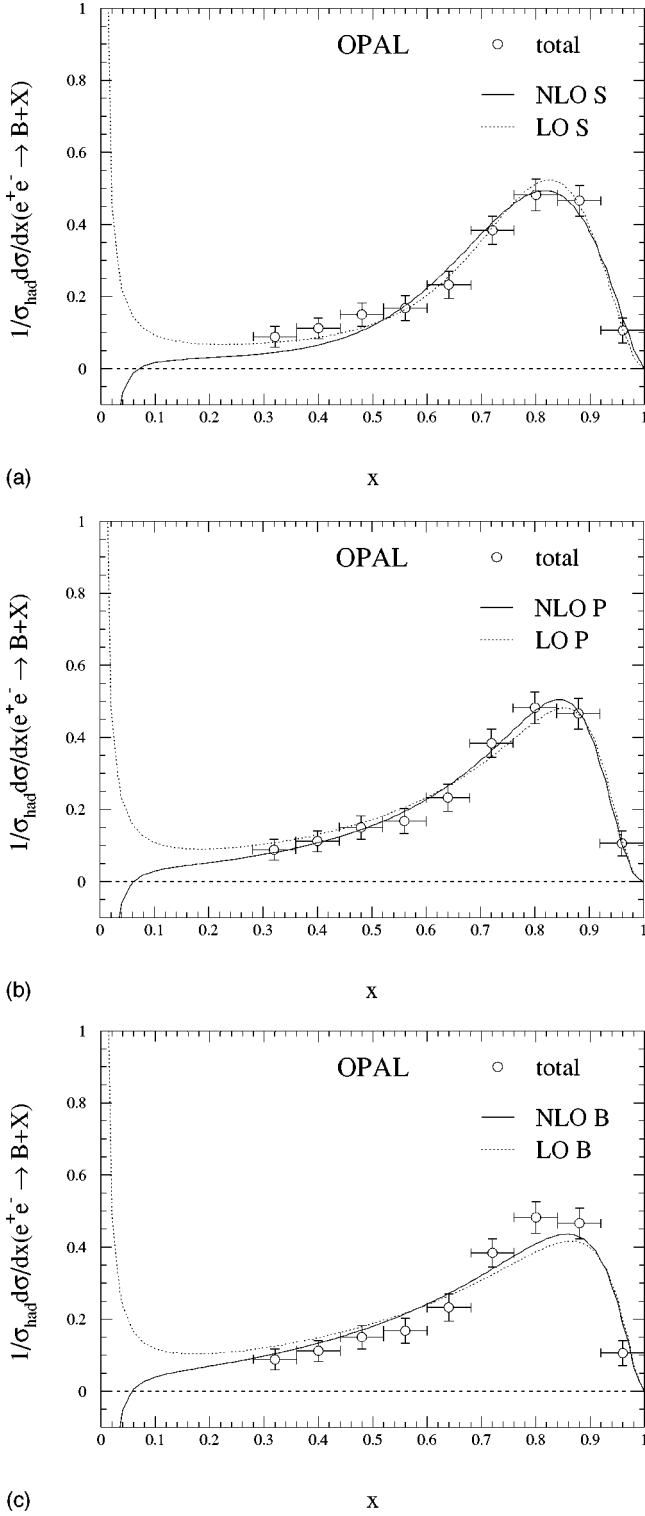 1
0.8
0.6
0.4
0.2
0
1/σhad dσ/dx(e+e- → B+X)
OPAL
total
NLO S
LO S
0 0.1 0.2 0.3 0.4 0.5 0.6 0.7 0.8 0.9 1
(a)
x
1
0.8
0.6
0.4
0.2
0
1/σhad dσ/dx(e+e- → B+X)
OPAL
total
NLO P
LO P
0 0.1 0.2 0.3 0.4 0.5 0.6 0.7 0.8 0.9 1
(b)
x
1
0.8
0.6
0.4
0.2
0
1/σhad dσ/dx(e+e- → B+X)
OPAL
total
NLO B
LO B
0 0.1 0.2 0.3 0.4 0.5 0.6 0.7 0.8 0.9 1
(c)
x